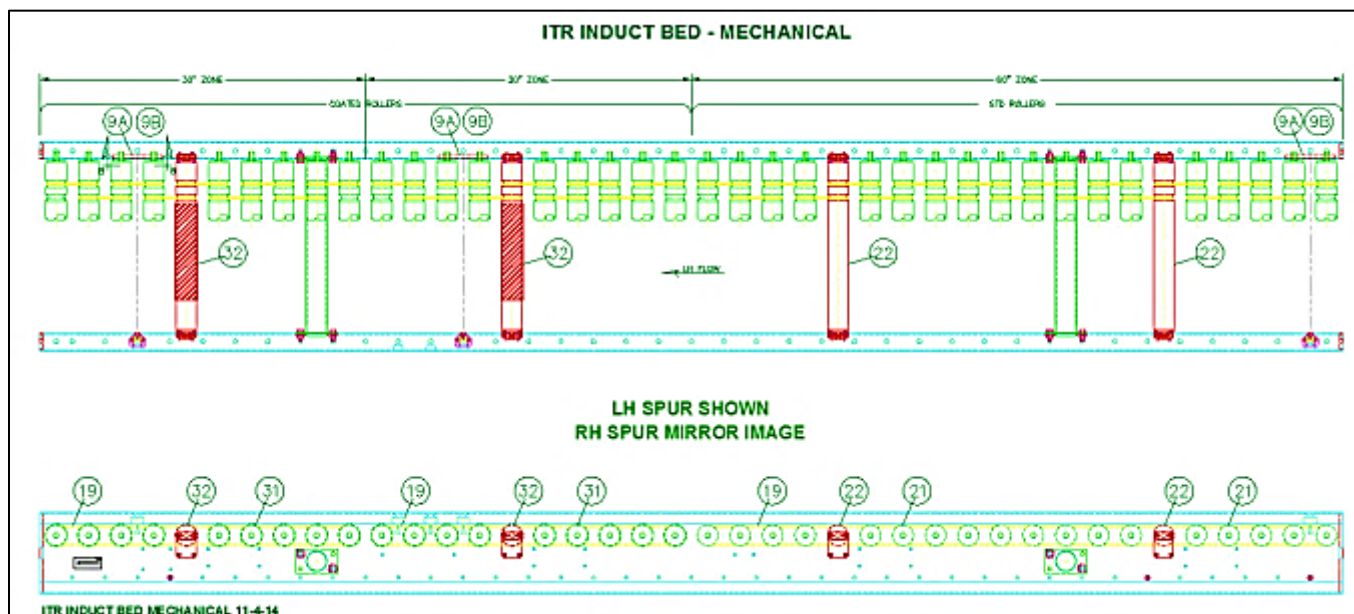 ITR INDUCT BED - MECHANICAL
30" ZONE 30" ZONE 60" ZONE
COATED ROLLERS STD ROLLERS
9A 9B 9A 9B 9A 9B
32 32 22 22
LH FLOW
LH SPUR SHOWN
RH SPUR MIRROR IMAGE
19 32 31 19 32 31 19 22 21 22 21
ITR INDUCT BED MECHANICAL 11-4-14